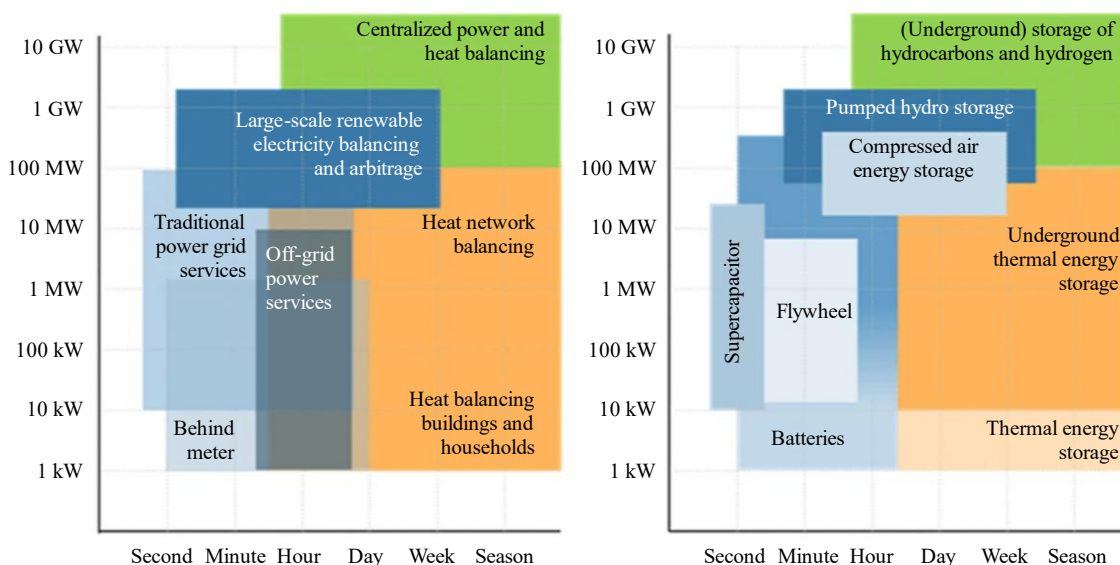 10 GW
1 GW
100 MW
10 MW
1 MW
100 kW
10 kW
1 kW
Centralized power and
heat balancing
Large-scale renewable
electricity balancing
and arbitrage
Traditional
power grid
services
Off-grid
power
services
Heat network
balancing
Behind
meter
Heat balancing
buildings and
households
Second Minute Hour Day Week Season
10 GW
1 GW
100 MW
10 MW
1 MW
100 kW
10 kW
1 kW
(Underground) storage of
hydrocarbons and hydrogen
Pumped hydro storage
Compressed air
energy storage
Supercapacitor
Flywheel
Underground
thermal energy
storage
Batteries
Thermal energy
storage
Second Minute Hour Day Week Season